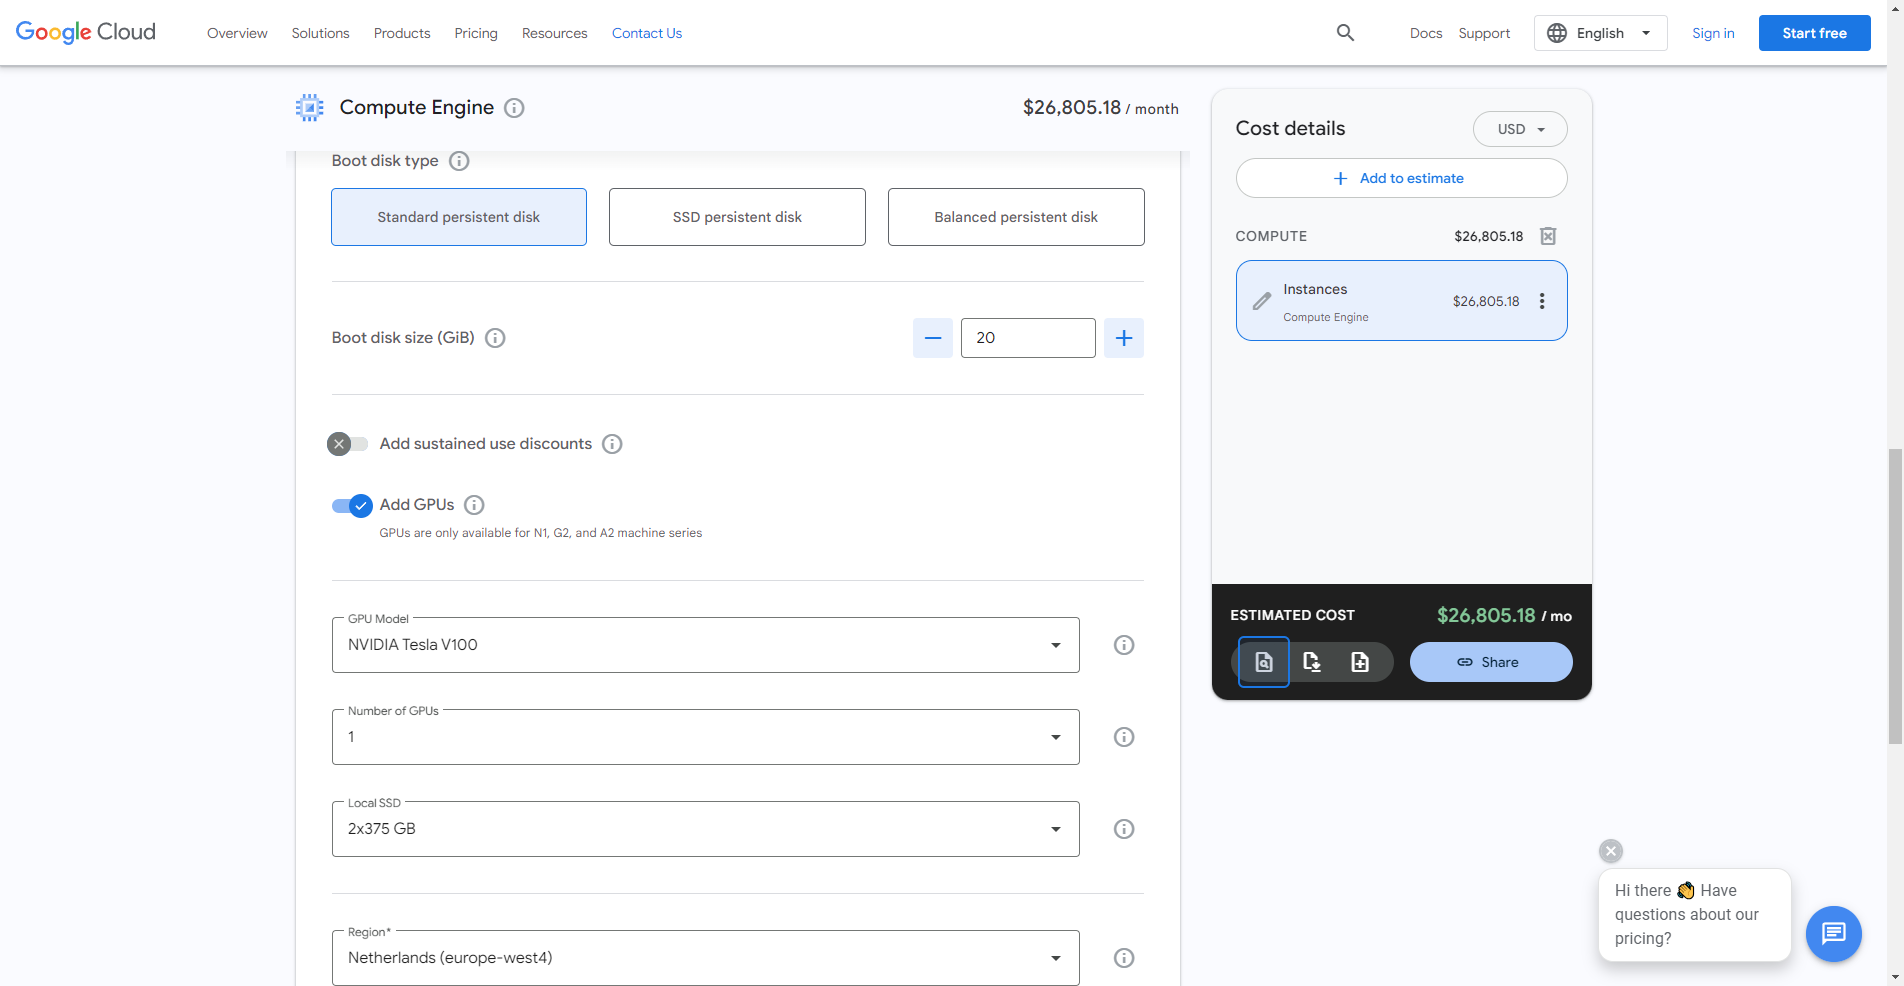 Google Cloud
Overview
Solutions
Products
Pricing
Resources
Contact Us
Docs
Support
English
Sign in
Start free
Compute Engine
$26,805.18 / month
Boot disk type
Standard persistent disk
SSD persistent disk
Balanced persistent disk
Boot disk size (GiB)
20
Add sustained use discounts
Add GPUs
GPUs are only available for N1, G2, and A2 machine series
GPU Model
NVIDIA Tesla V100
Number of GPUs
1
Local SSD
2x375 GB
Region*
Netherlands (europe-west4)
Cost details
USD
Add to estimate
COMPUTE
$26,805.18
Instances
Compute Engine
$26,805.18
ESTIMATED COST
$26,805.18 / mo
Share
Hi there 👋 Have
questions about our
pricing?